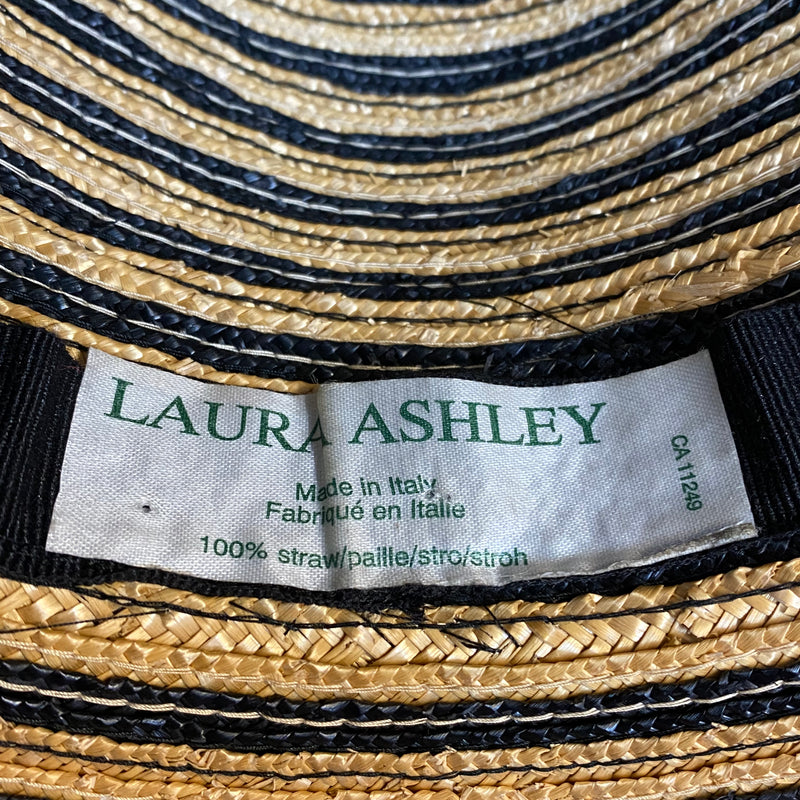 LAURA ASHLEY
Made in Italy
Fabriqué en Italie
100% straw/paille/stro/stroh
CA 11249